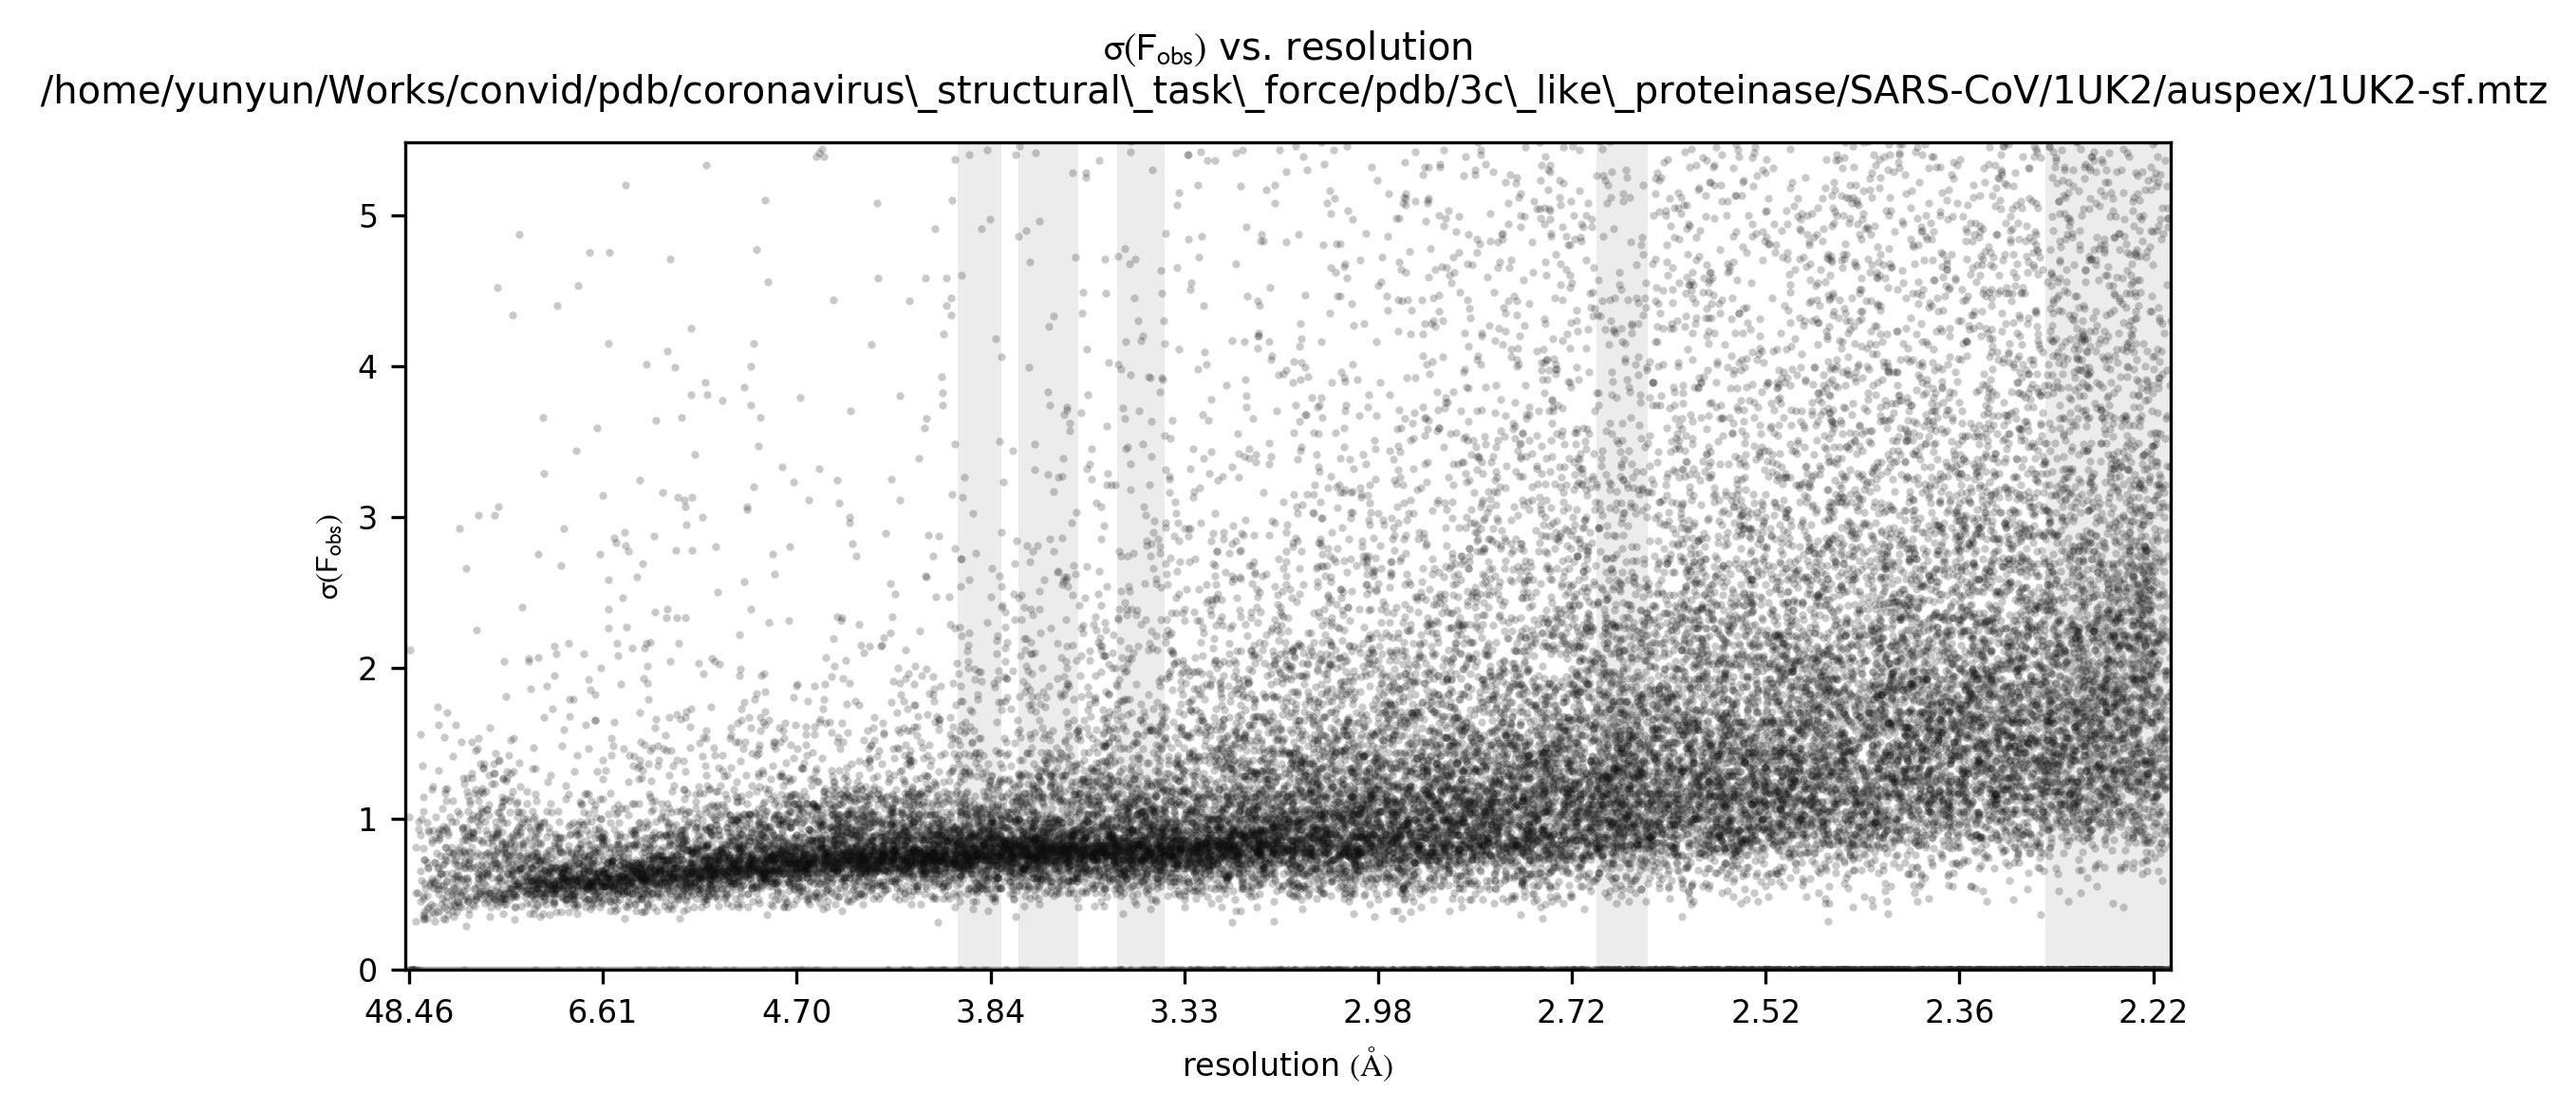 σ(Fobs) vs. resolution
/home/yunyun/Works/convid/pdb/coronavirus\_structural\_task\_force/pdb/3c\_like\_proteinase/SARS-CoV/1UK2/auspex/1UK2-sf.mtz
5
4
3
σ(Fobs)
2
1
0
48.46 6.61 4.70 3.84 3.33 2.98 2.72 2.52 2.36 2.22
resolution (Å)